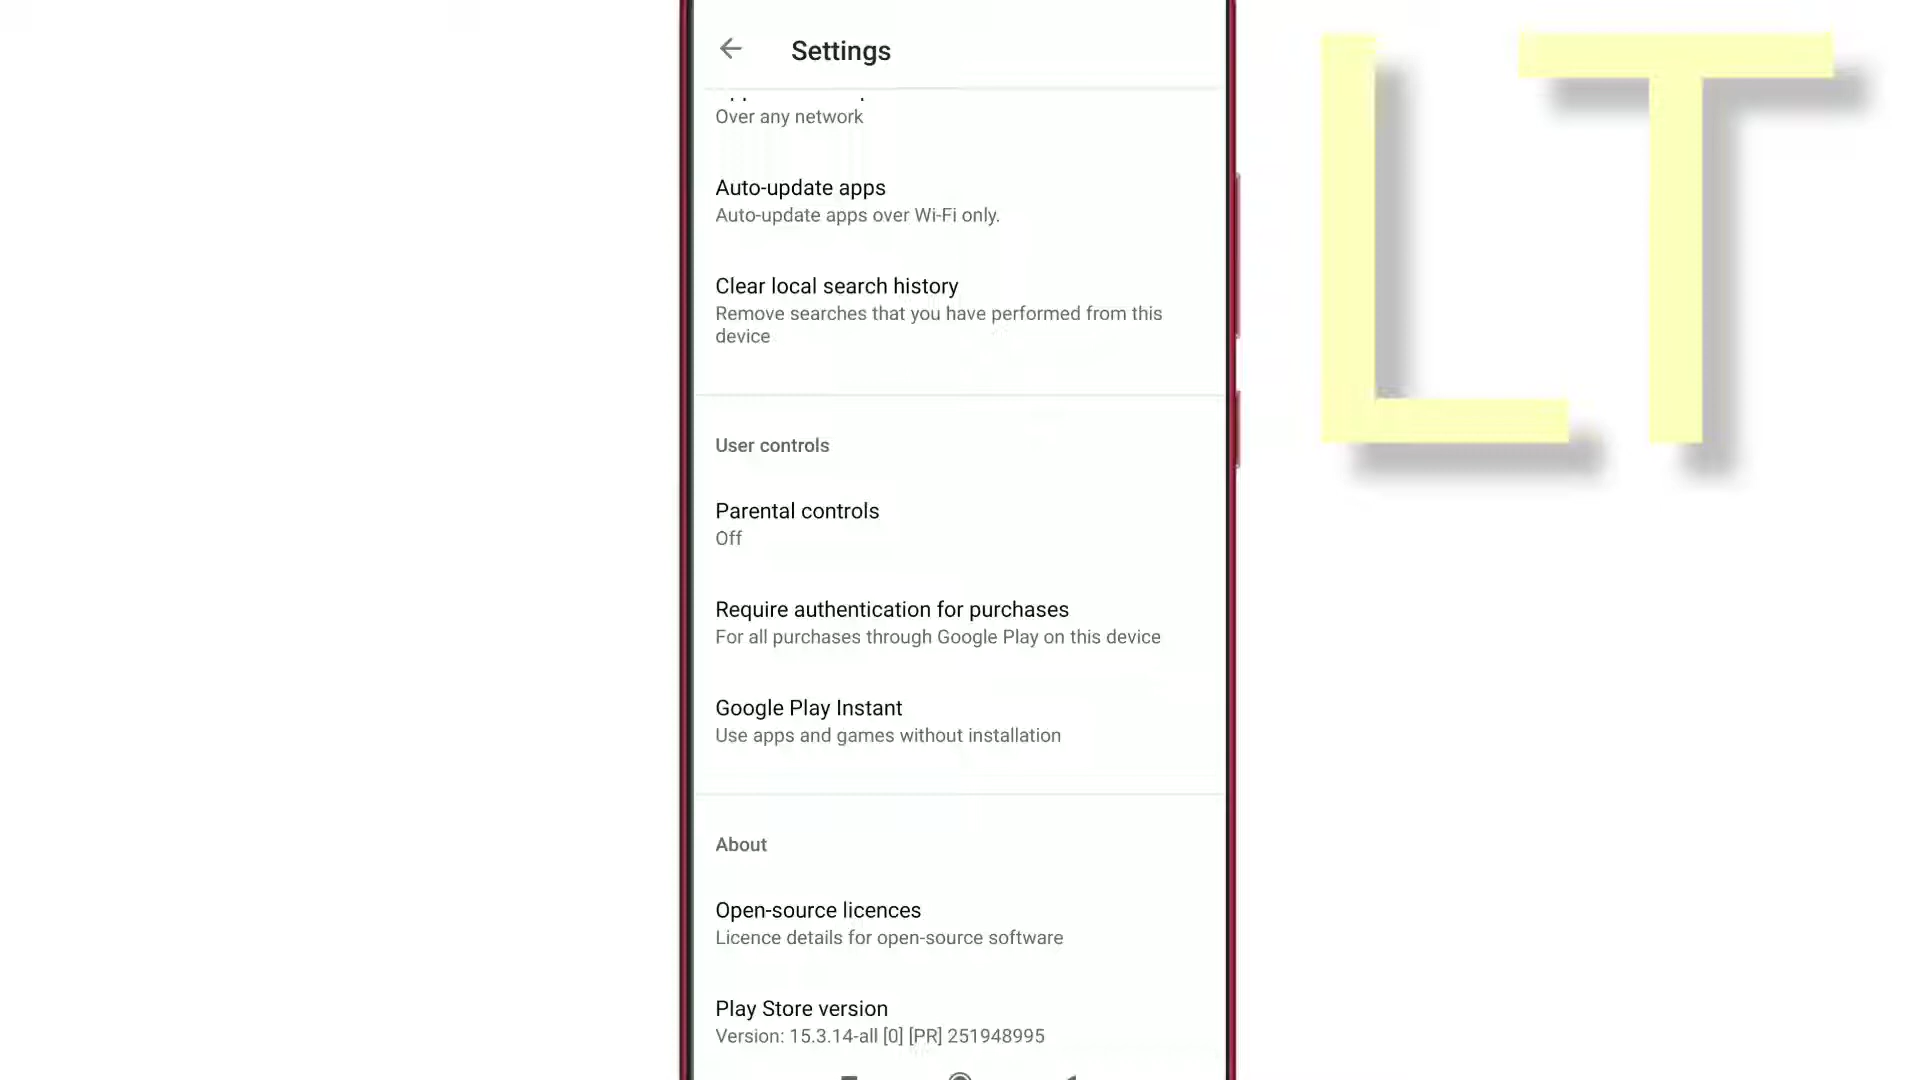 Settings
LT
Over any network
Auto-update apps
Auto-update apps over Wi-Fi only.
Clear local search history
Remove searches that you have performed from this
device
User controls
Parental controls
Off
Require authentication for purchases
For all purchases through Google Play on this device
Google Play Instant
Use apps and games without installation
About
Open-source licences
Licence details for open-source software
Play Store version
Version: 15.3.14-all [0] [PR] 251948995